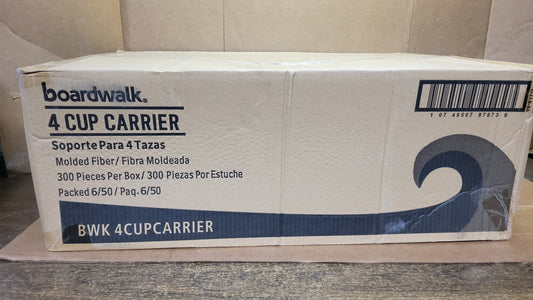 boardwalk.
4 CUP CARRIER
Soporte Para 4 Tazas
Molded Fiber/ Fibra Moldeada
300 Pieces Per Box/ 300 Piezas Por Estuche
Packed 6/50 / Paq. 6/50
BWK 4CUPCARRIER